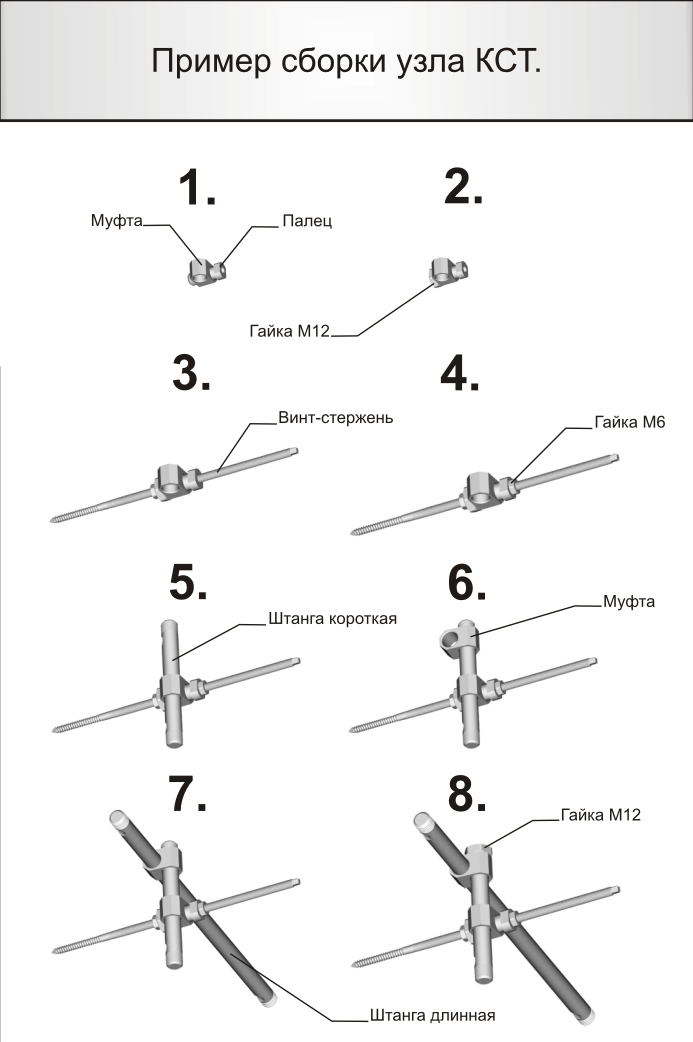 Пример сборки узла КСТ.
1.
2.
Муфта
Палец
Гайка М12
3.
4.
Винт-стержень
Гайка М6
5.
6.
Штанга короткая
Муфта
7.
8.
Гайка М12
Штанга длинная